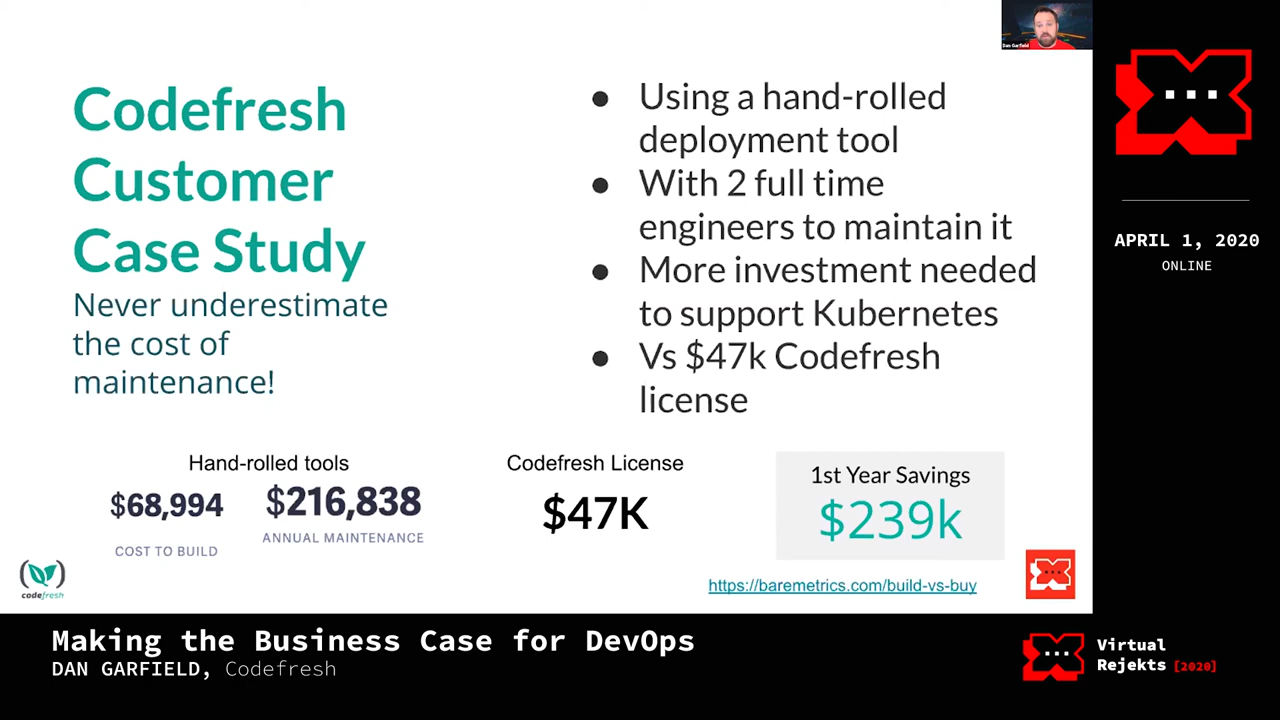 Dan Garfield
Codefresh
Customer
Case Study
Never underestimate
the cost of
maintenance!
● Using a hand-rolled
deployment tool
● With 2 full time
engineers to maintain it
● More investment needed
to support Kubernetes
● Vs $47k Codefresh
license
Hand-rolled tools
$68,994
COST TO BUILD
$216,838
ANNUAL MAINTENANCE
Codefresh License
$47K
1st Year Savings
$239k
https://baremetrics.com/build-vs-buy
codefresh
APRIL 1, 2020
ONLINE
Making the Business Case for DevOps
DAN GARFIELD, Codefresh
Virtual
Rejekts [2020]